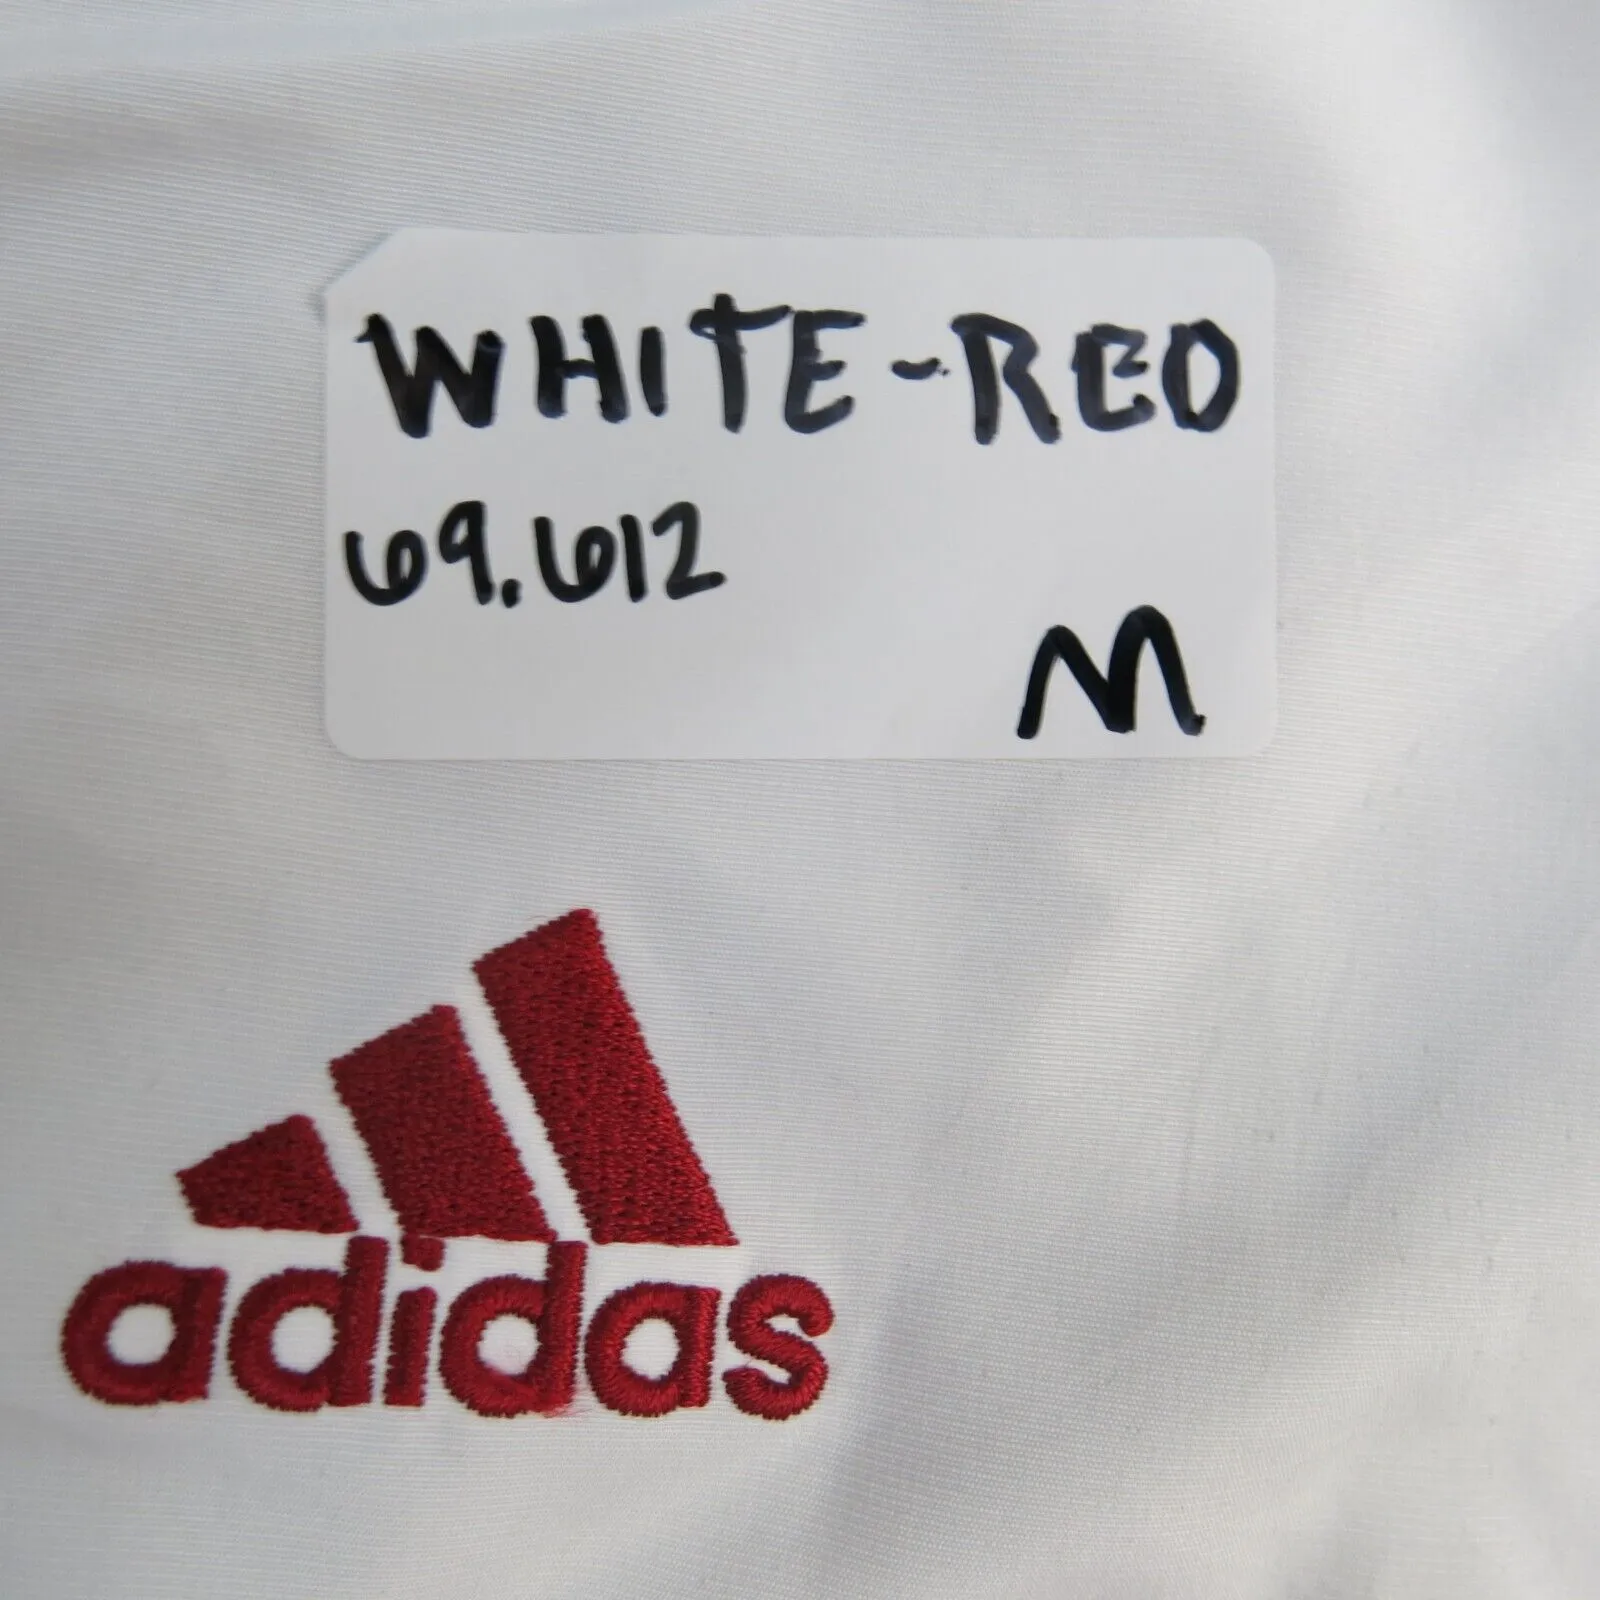 WHITE-RED
69.612
M
adidas